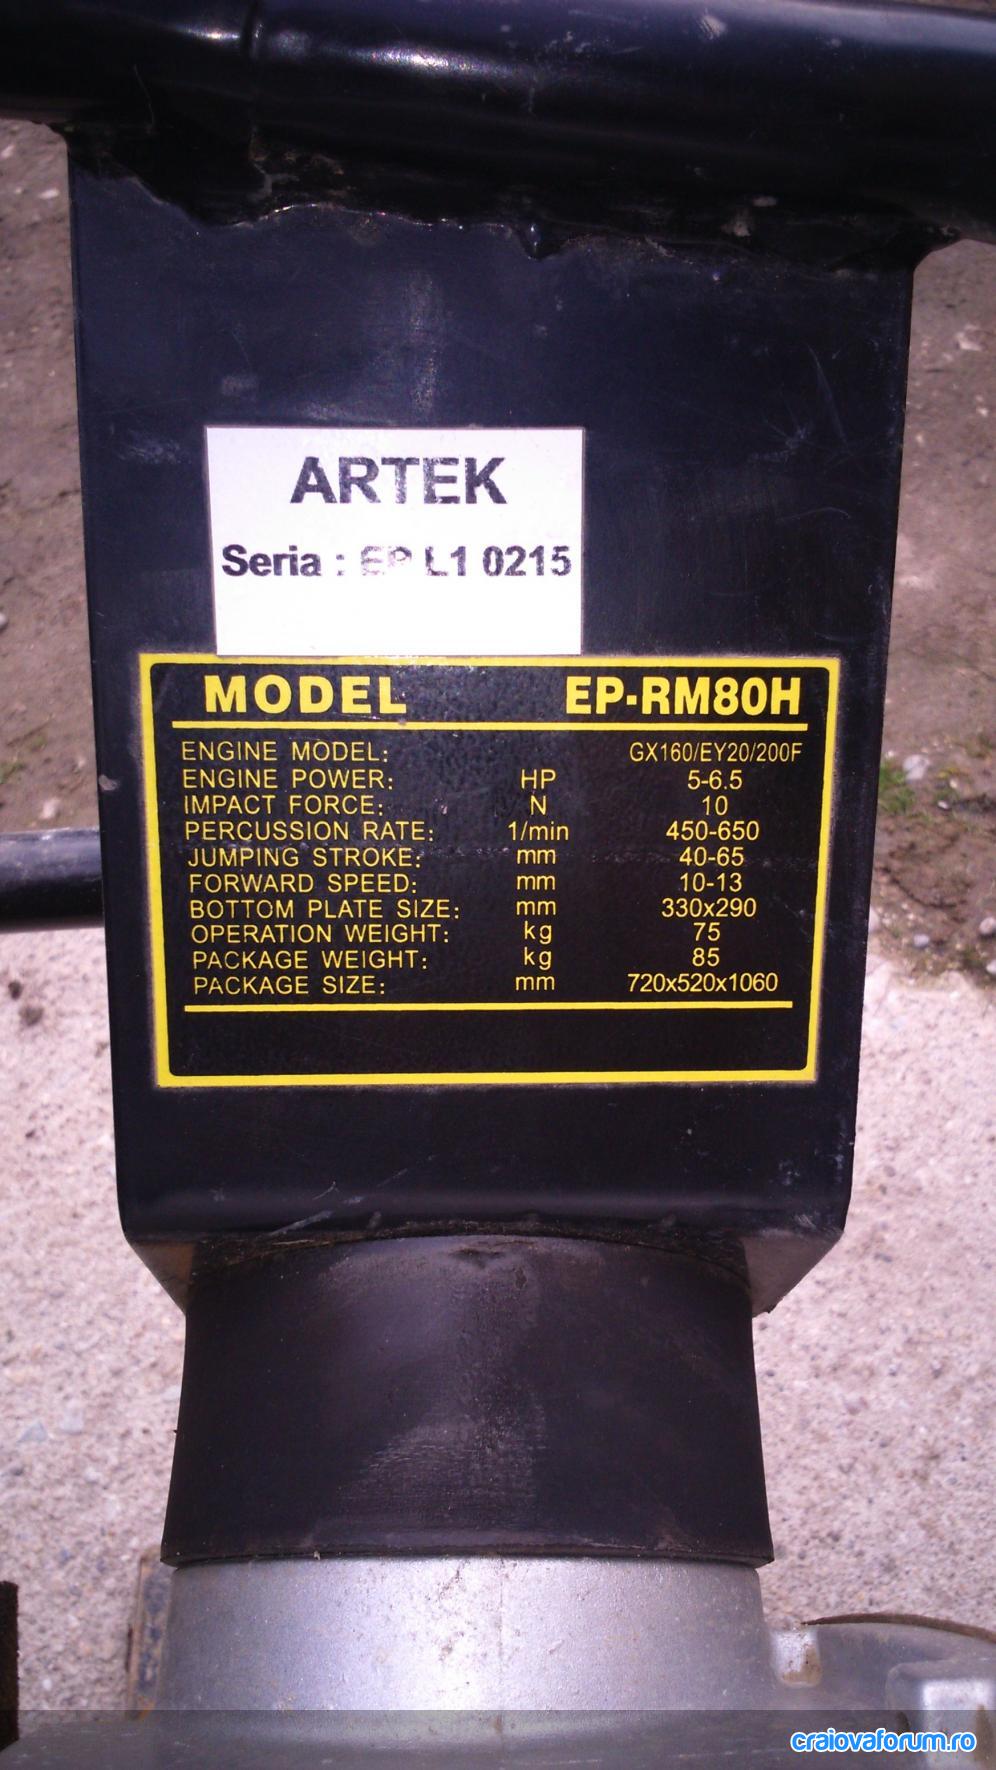 ARTEK
Seria : EP L1 0215
MODEL EP-RM80H
ENGINE MODEL: GX160/EY20/200F
ENGINE POWER: HP 5-6.5
IMPACT FORCE: N 10
PERCUSSION RATE: 1/min 450-650
JUMPING STROKE: mm 40-65
FORWARD SPEED: mm 10-13
BOTTOM PLATE SIZE: mm 330x290
OPERATION WEIGHT: kg 75
PACKAGE WEIGHT: kg 85
PACKAGE SIZE: mm 720x520x1060
craiovaforum.ro